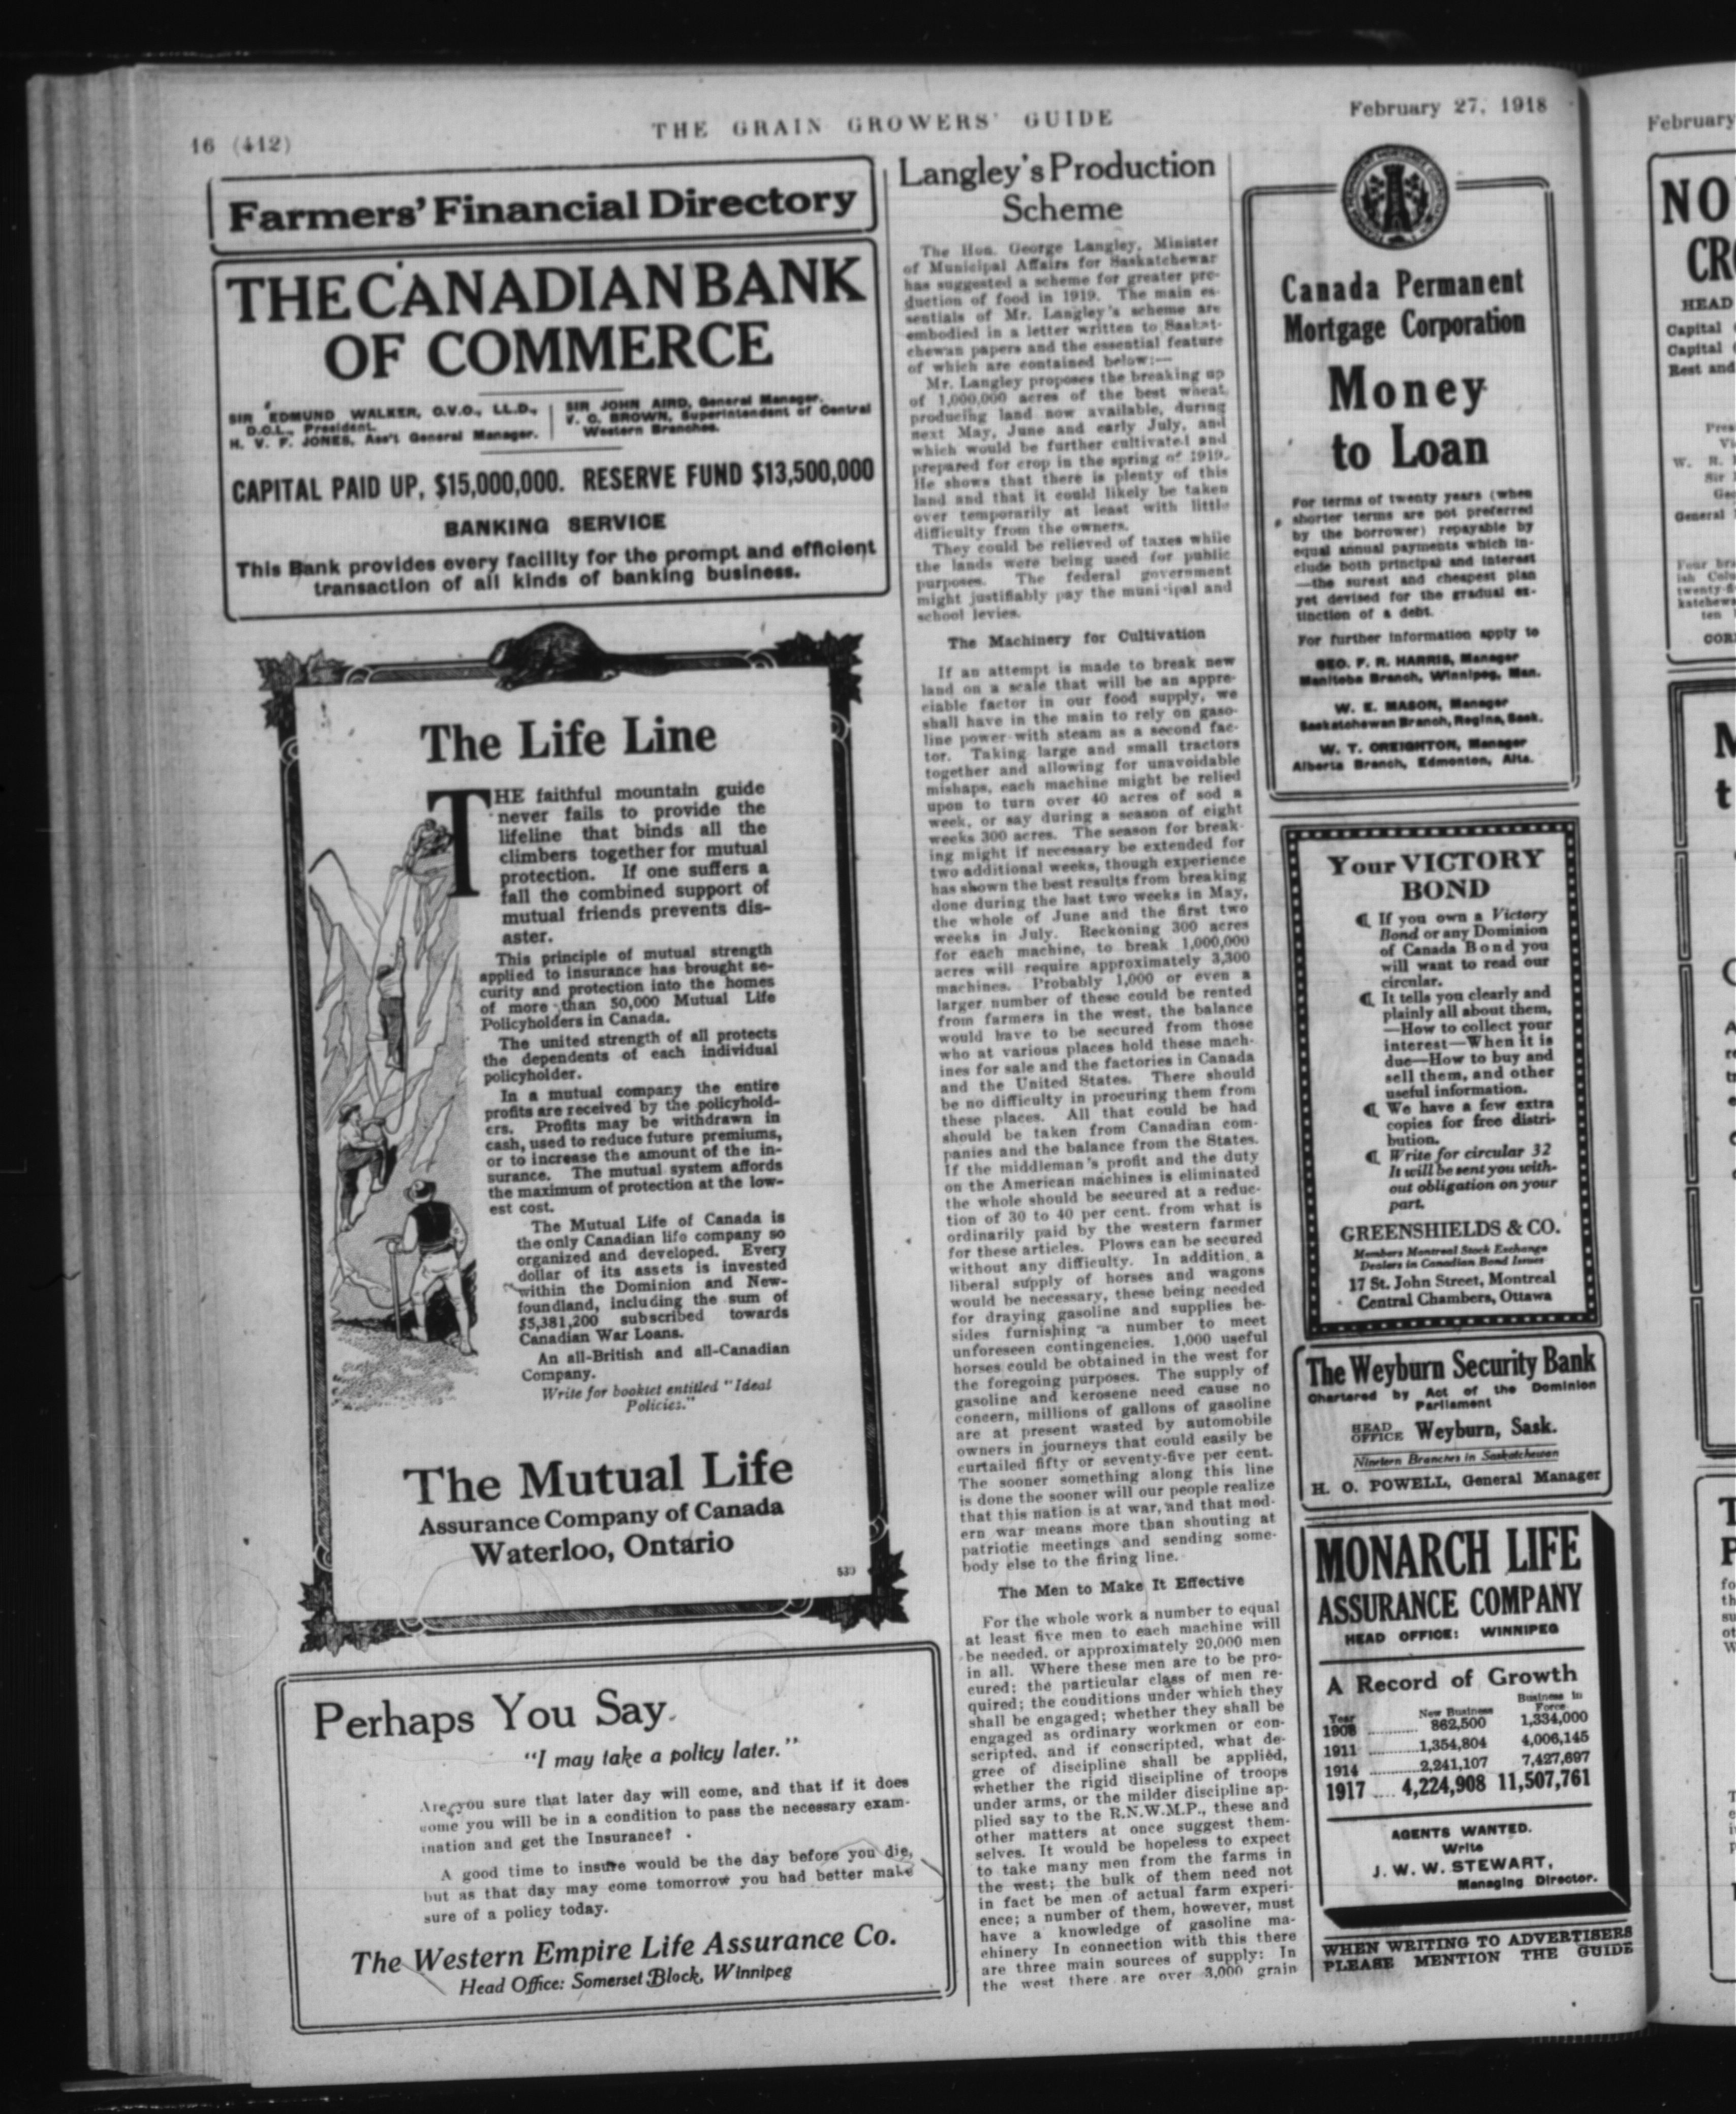 16 (412)
THE GRAIN GROWERS' GUIDE
February 27, 1918
Farmers' Financial Directory
THE CANADIAN BANK
OF COMMERCE
SIR EDMUND WALKER, C.V.O., LL.D.,
D.C.L., President.
H. V. F. JONES, Ass't General Manager.
SIR JOHN AIRD, General Manager.
V. C. BROWN, Superintendent of Central
Western Branches.
CAPITAL PAID UP, $15,000,000. RESERVE FUND $13,500,000
BANKING SERVICE
This Bank provides every facility for the prompt and efficient
transaction of all kinds of banking business.
The Life Line
THE faithful mountain guide
never fails to provide the
lifeline that binds all the
climbers together for mutual
protection. If one suffers a
fall the combined support of
mutual friends prevents dis-
aster.
This principle of mutual strength
applied to insurance has brought se-
curity and protection into the homes
of more than 50,000 Mutual Life
Policyholders in Canada.
The united strength of all protects
the dependents of each individual
policyholder.
In a mutual company the entire
profits are received by the policyhold-
ers. Profits may be withdrawn in
cash, used to reduce future premiums,
or to increase the amount of the in-
surance. The mutual system affords
the maximum of protection at the low-
est cost.
The Mutual Life of Canada is
the only Canadian life company so
organized and developed. Every
dollar of its assets is invested
within the Dominion and New-
foundland, including the sum of
$5,381,200 subscribed towards
Canadian War Loans.
An all-British and all-Canadian
Company.
Write for booklet entitled "Ideal
Policies."
The Mutual Life
Assurance Company of Canada
Waterloo, Ontario
530
Perhaps You Say
"I may take a policy later."
Are you sure that later day will come, and that if it does
come you will be in a condition to pass the necessary exam-
ination and get the Insurance?
A good time to insure would be the day before you die,
but as that day may come tomorrow you had better make
sure of a policy today.
The Western Empire Life Assurance Co.
Head Office: Somerset Block, Winnipeg
Langley's Production
Scheme
The Hon. George Langley, Minister
of Municipal Affairs for Saskatchewar
has suggested a scheme for greater pro-
duction of food in 1919. The main es-
sentials of Mr. Langley's scheme are
embodied in a letter written to Saskat-
chewan papers and the essential feature
of which are contained below:—
Mr. Langley proposes the breaking up
of 1,000,000 acres of the best wheat
producing land now available, during
next May, June and early July, and
which would be further cultivated and
prepared for crop in the spring of 1919.
He shows that there is plenty of this
land and that it could likely be taken
over temporarily at least with little
difficulty from the owners.
They could be relieved of taxes while
the lands were being used for public
purposes. The federal government
might justifiably pay the municipal and
school levies.
The Machinery for Cultivation
If an attempt is made to break new
land on a scale that will be an appre-
ciable factor in our food supply, we
shall have in the main to rely on gaso-
line power with steam as a second fac-
tor. Taking large and small tractors
together and allowing for unavoidable
mishaps, each machine might be relied
upon to turn over 40 acres of sod a
week, or say during a season of eight
weeks 300 acres. The season for break-
ing might if necessary be extended for
two additional weeks, though experience
has shown the best results from breaking
done during the last two weeks in May,
the whole of June and the first two
weeks in July. Reckoning 300 acres
for each machine, to break 1,000,000
acres will require approximately 3,300
machines. Probably 1,000 or even a
larger number of these could be rented
from farmers in the west, the balance
would have to be secured from those
who at various places hold these mach-
ines for sale and the factories in Canada
and the United States. There should
be no difficulty in procuring them from
these places. All that could be had
should be taken from Canadian com-
panies and the balance from the States.
If the middleman's profit and the duty
on the American machines is eliminated
the whole should be secured at a reduc-
tion of 30 to 40 per cent. from what is
ordinarily paid by the western farmer
for these articles. Plows can be secured
without any difficulty. In addition a
liberal supply of horses and wagons
would be necessary, these being needed
for draying gasoline and supplies be-
sides furnishing a number to meet
unforeseen contingencies. 1,000 useful
horses could be obtained in the west for
the foregoing purposes. The supply of
gasoline and kerosene need cause no
concern, millions of gallons of gasoline
are at present wasted by automobile
owners in journeys that could easily be
curtailed fifty or seventy-five per cent.
The sooner something along this line
is done the sooner will our people realize
that this nation is at war, and that mod-
ern war means more than shouting at
patriotic meetings and sending some-
body else to the firing line.
The Men to Make It Effective
For the whole work a number to equal
at least five men to each machine will
be needed, or approximately 20,000 men
in all. Where these men are to be pro-
cured; the particular class of men re-
quired; the conditions under which they
shall be engaged; whether they shall be
engaged as ordinary workmen or con-
scripted, and if conscripted, what de-
gree of discipline shall be applied,
whether the rigid discipline of troops
under arms, or the milder discipline ap-
plied say to the R.N.W.M.P., these and
other matters at once suggest them-
selves. It would be hopeless to expect
to take many men from the farms in
the west; the bulk of them need not
in fact be men of actual farm experi-
ence; a number of them, however, must
have a knowledge of gasoline ma-
chinery In connection with this there
are three main sources of supply: In
the west there are over 3,000 grain
Canada Permanent
Mortgage Corporation
Money
to Loan
For terms of twenty years (when
shorter terms are not preferred
by the borrower) repayable by
equal annual payments which in-
clude both principal and interest
—the surest and cheapest plan
yet devised for the gradual ex-
tinction of a debt.
For further information apply to
GEO. F. R. HARRIS, Manager
Manitoba Branch, Winnipeg, Man.
W. E. MASON, Manager
Saskatchewan Branch, Regina, Sask.
W. T. CREIGHTON, Manager
Alberta Branch, Edmonton, Alta.
Your VICTORY
BOND
¶ If you own a Victory
Bond or any Dominion
of Canada Bond you
will want to read our
circular.
¶ It tells you clearly and
plainly all about them,
—How to collect your
interest—When it is
due—How to buy and
sell them, and other
useful information.
¶ We have a few extra
copies for free distri-
bution.
¶ Write for circular 32
It will be sent you with-
out obligation on your
part.
GREENSHIELDS & CO.
Members Montreal Stock Exchange
Dealers in Canadian Bond Issues
17 St. John Street, Montreal
Central Chambers, Ottawa
The Weyburn Security Bank
Chartered by Act of the Dominion
Parliament
HEAD OFFICE Weyburn, Sask.
Nineteen Branches in Saskatchewan
H. O. POWELL, General Manager
MONARCH LIFE
ASSURANCE COMPANY
HEAD OFFICE: WINNIPEG
A Record of Growth
Year New Business Business in Force
1908 ........... 862,500 1,334,000
1911 ...........1,354,804 4,006,145
1914 ...........2,241,107 7,427,697
1917 .... 4,224,908 11,507,761
AGENTS WANTED.
Write
J. W. W. STEWART,
Managing Director.
WHEN WRITING TO ADVERTISERS
PLEASE MENTION THE GUIDE
February
NO
CR
HEAD
Capital
Capital
Rest and
General